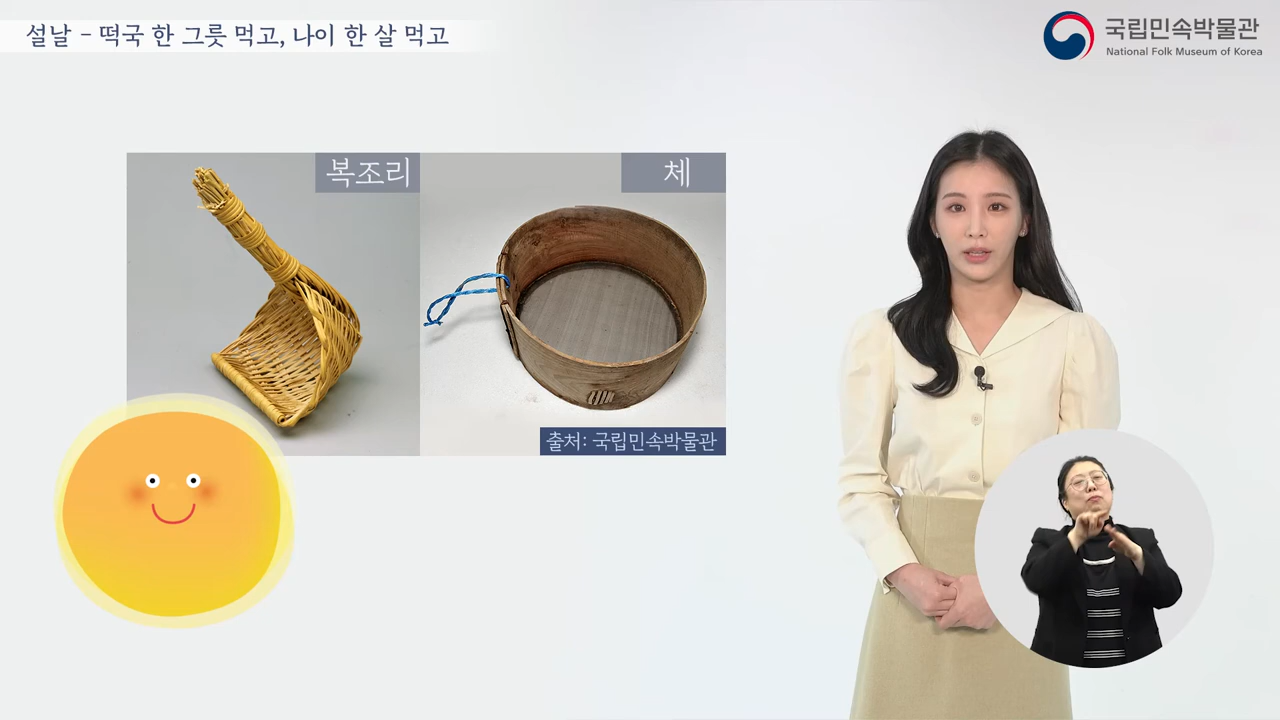 설날 - 떡국 한 그릇 먹고, 나이 한 살 먹고
국립민속박물관
National Folk Museum of Korea
복조리
체
출처: 국립민속박물관